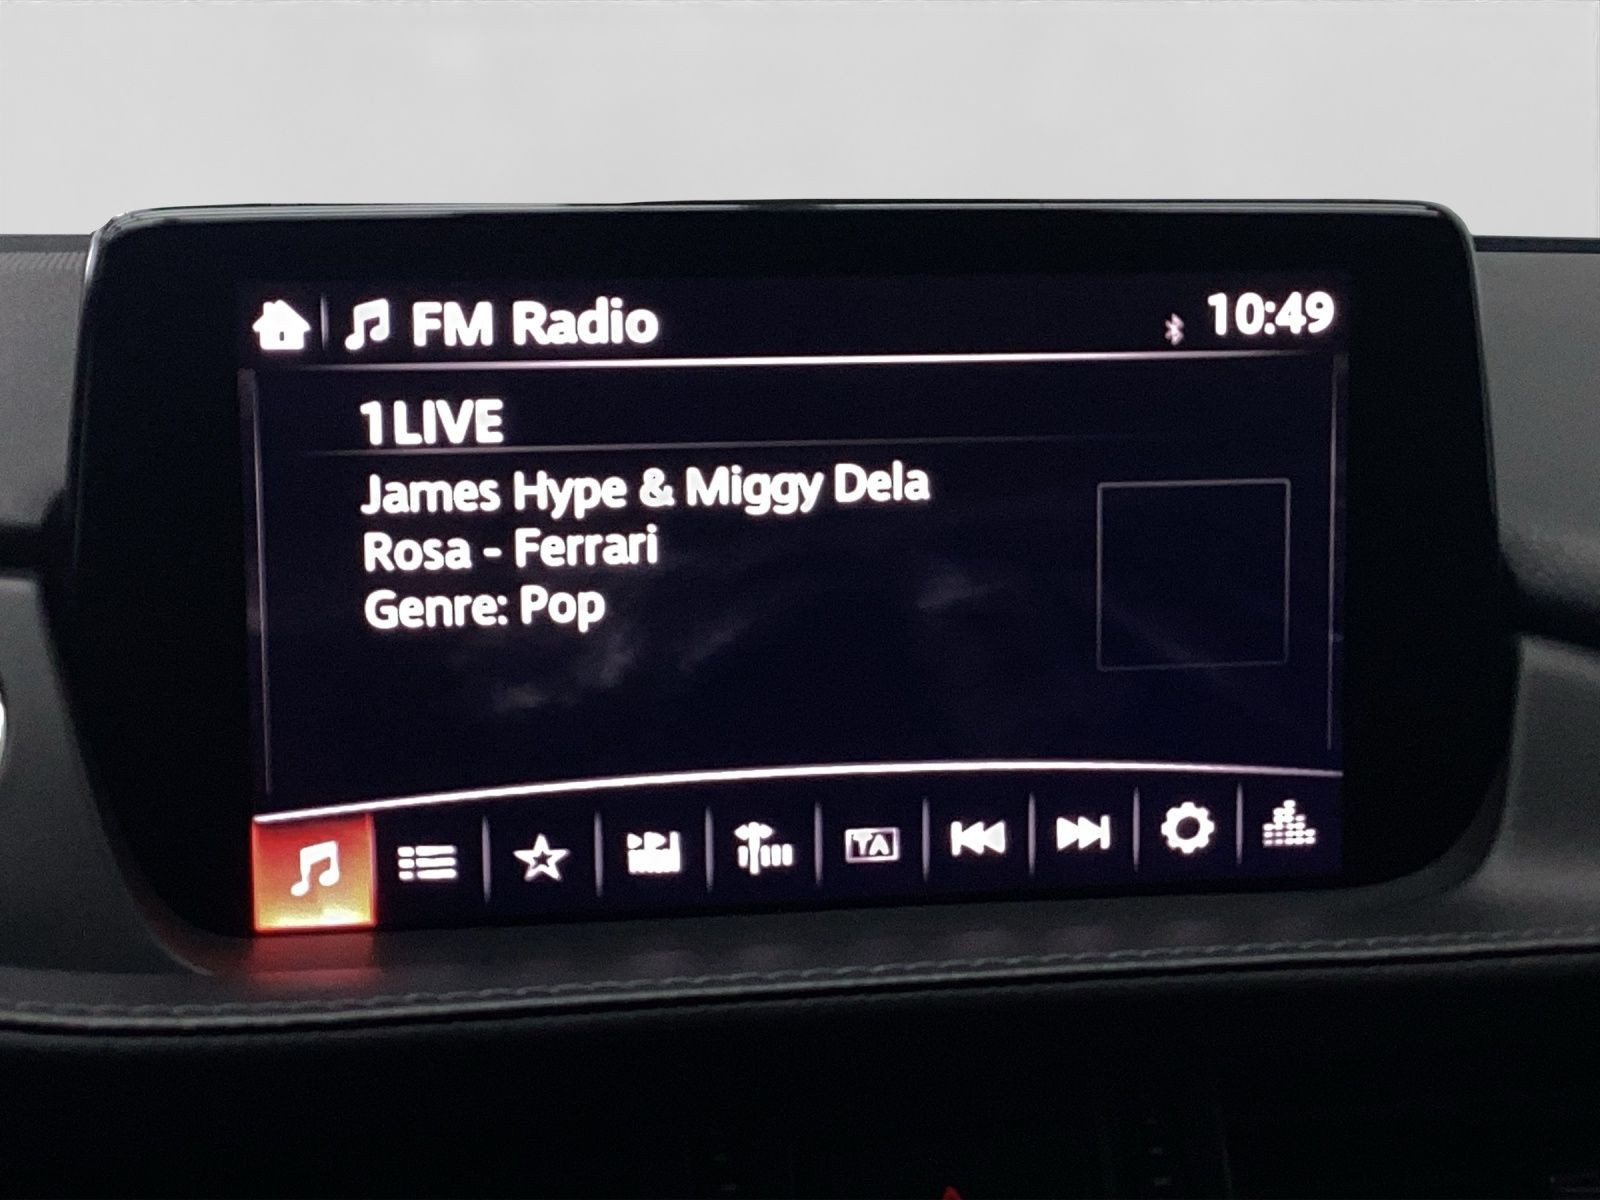 FM Radio
10:49
1LIVE
James Hype & Miggy Dela
Rosa - Ferrari
Genre: Pop
TA